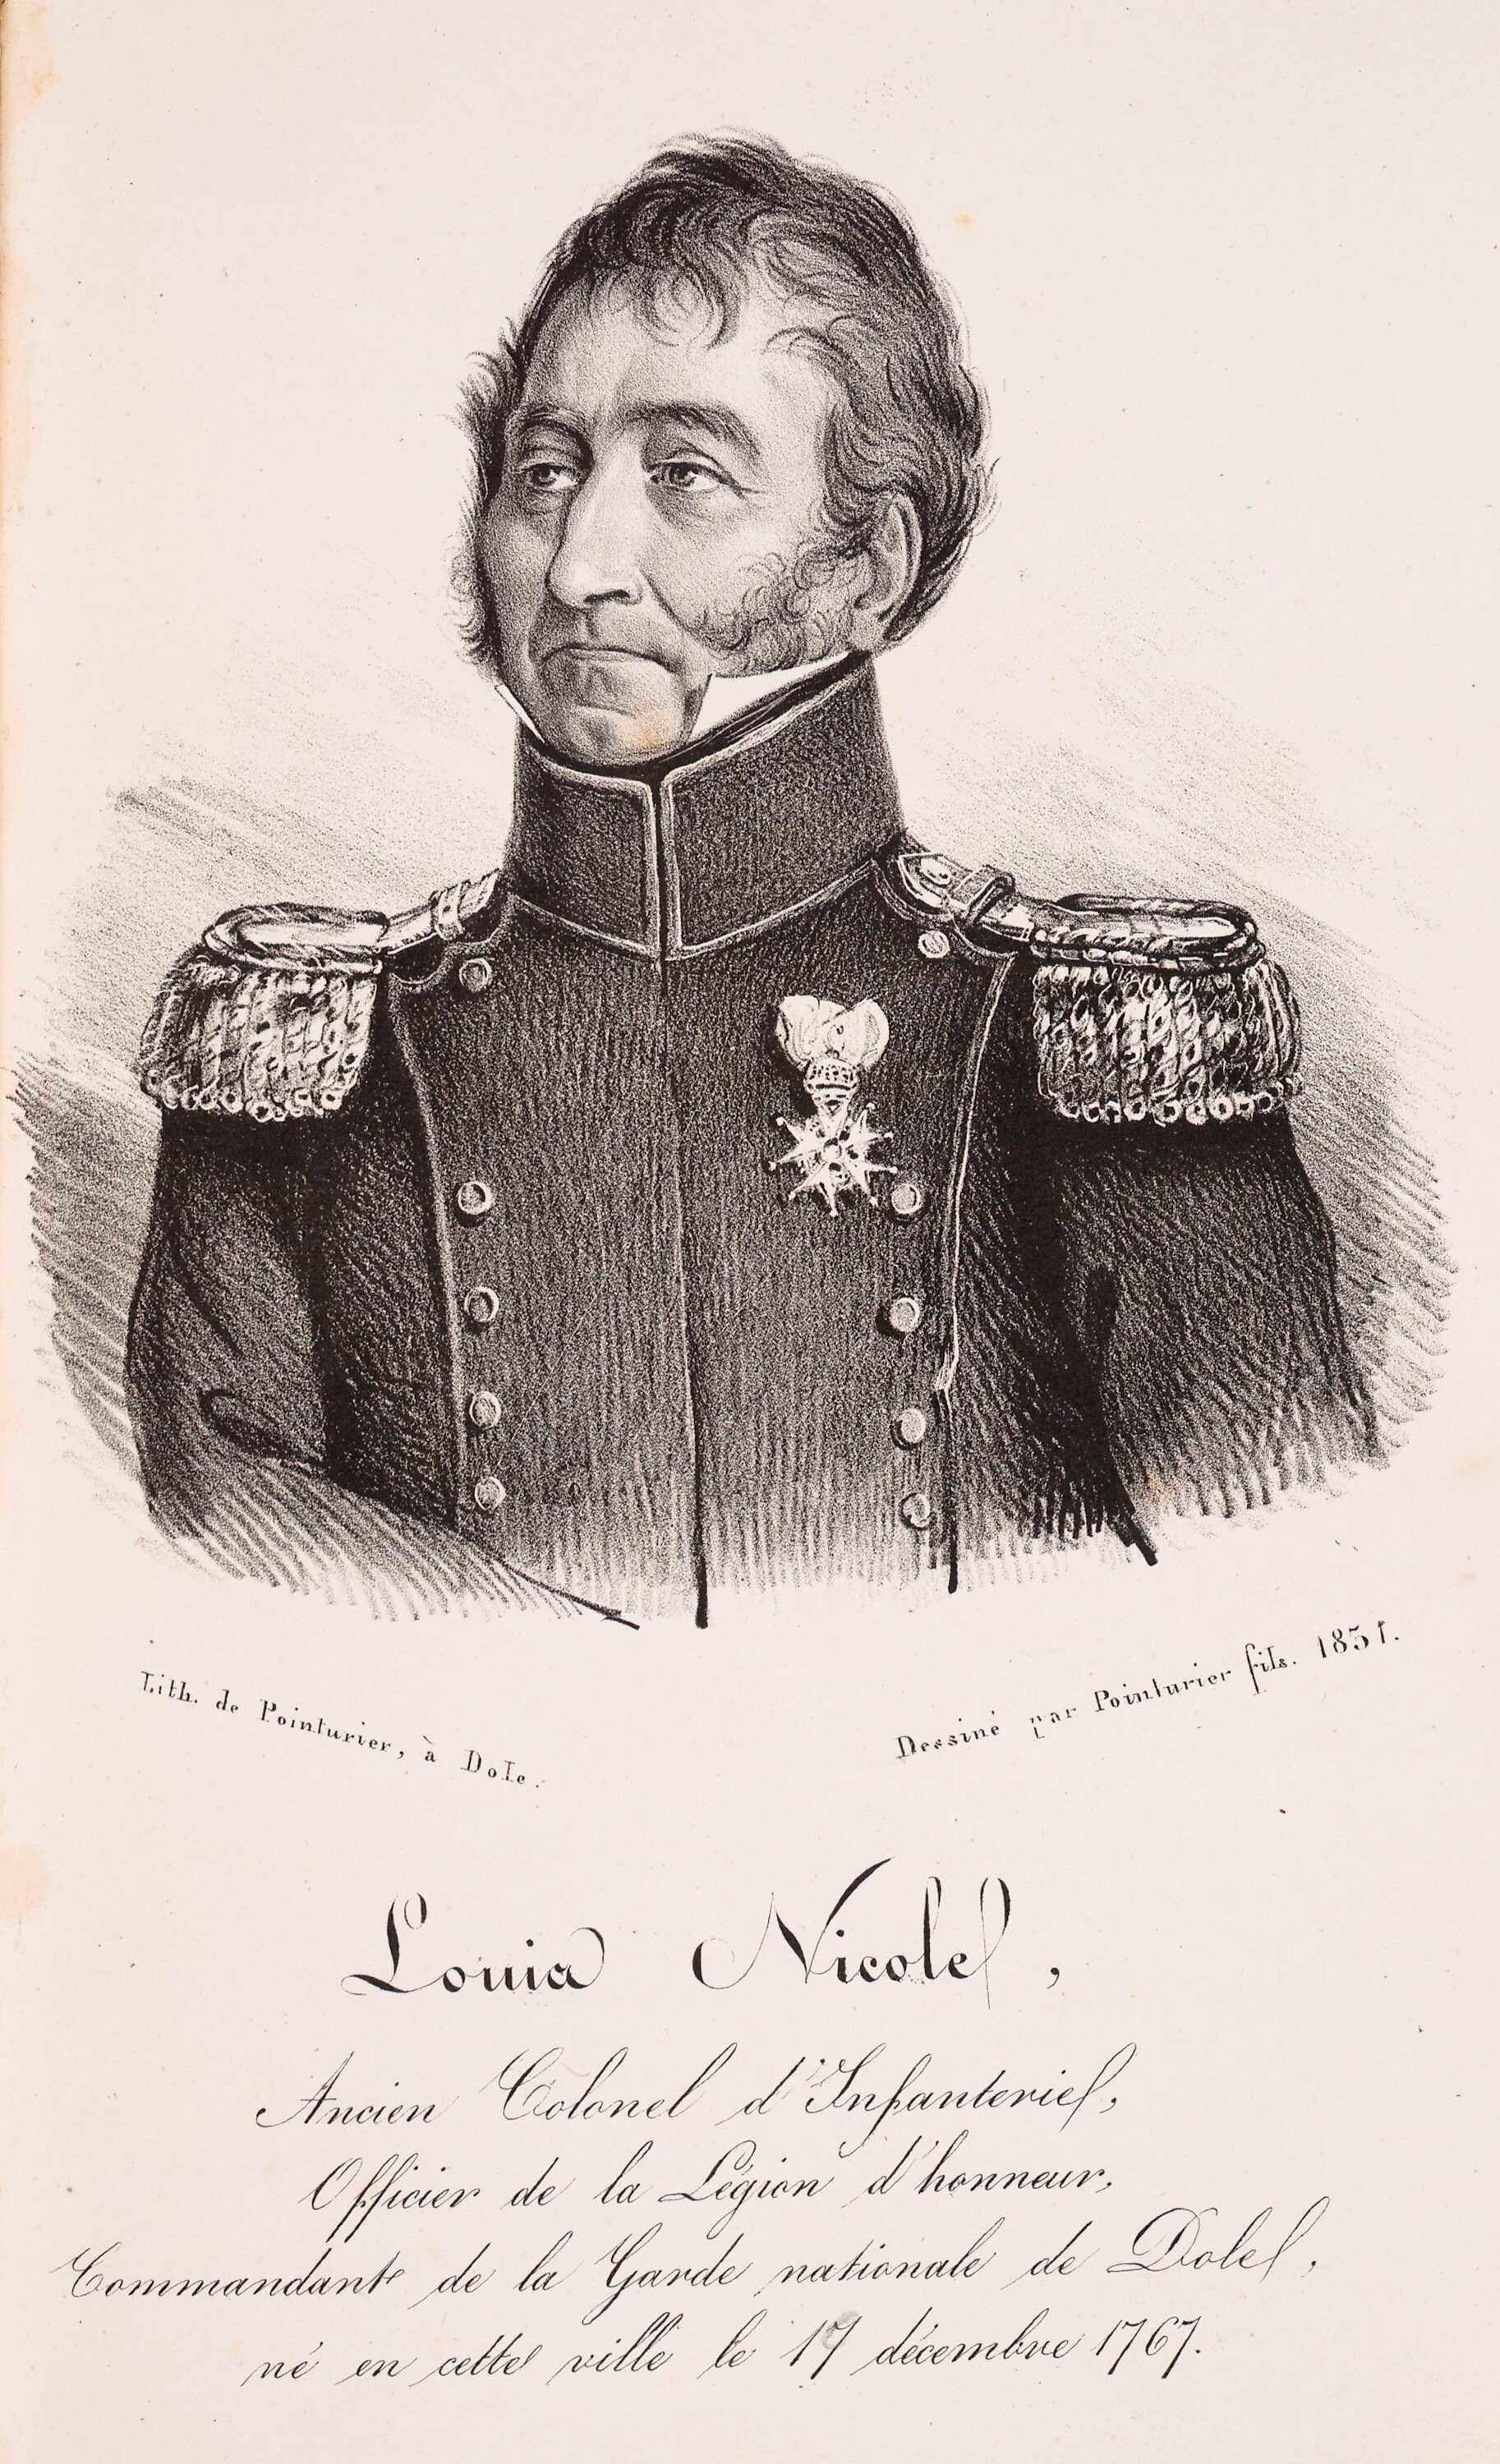 Lith. de Pointurier, à Dole.
Dessiné par Pointurier fils. 1831.
Louis Nicole,
Ancien Colonel d'Infanterie,
Officier de la Légion d'honneur,
Commandant de la Garde nationale de Dole,
né en cette ville le 17 décembre 1767.